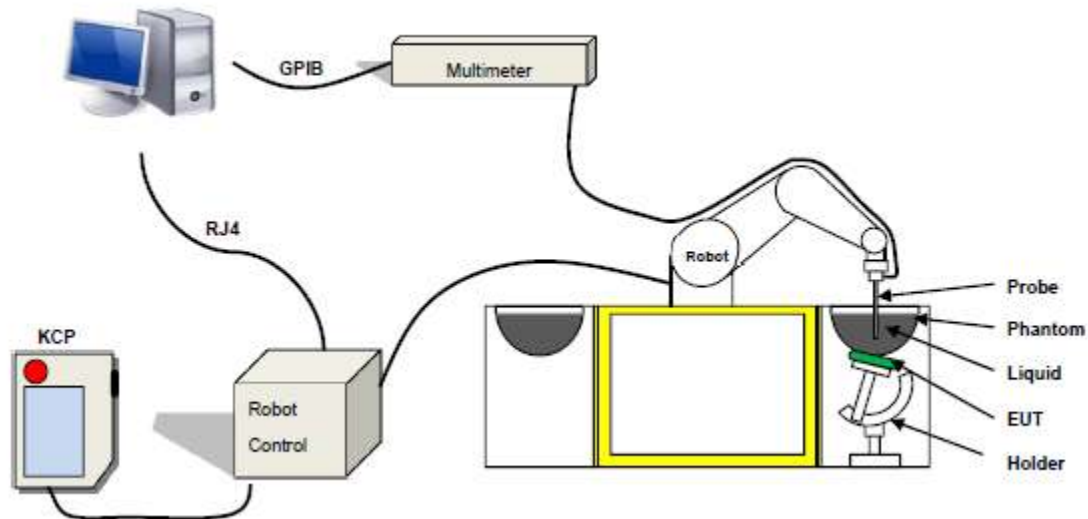 GPIB
Multimeter
RJ4
Robot
Probe
Phantom
Liquid
EUT
Holder
KCP
Robot
Control